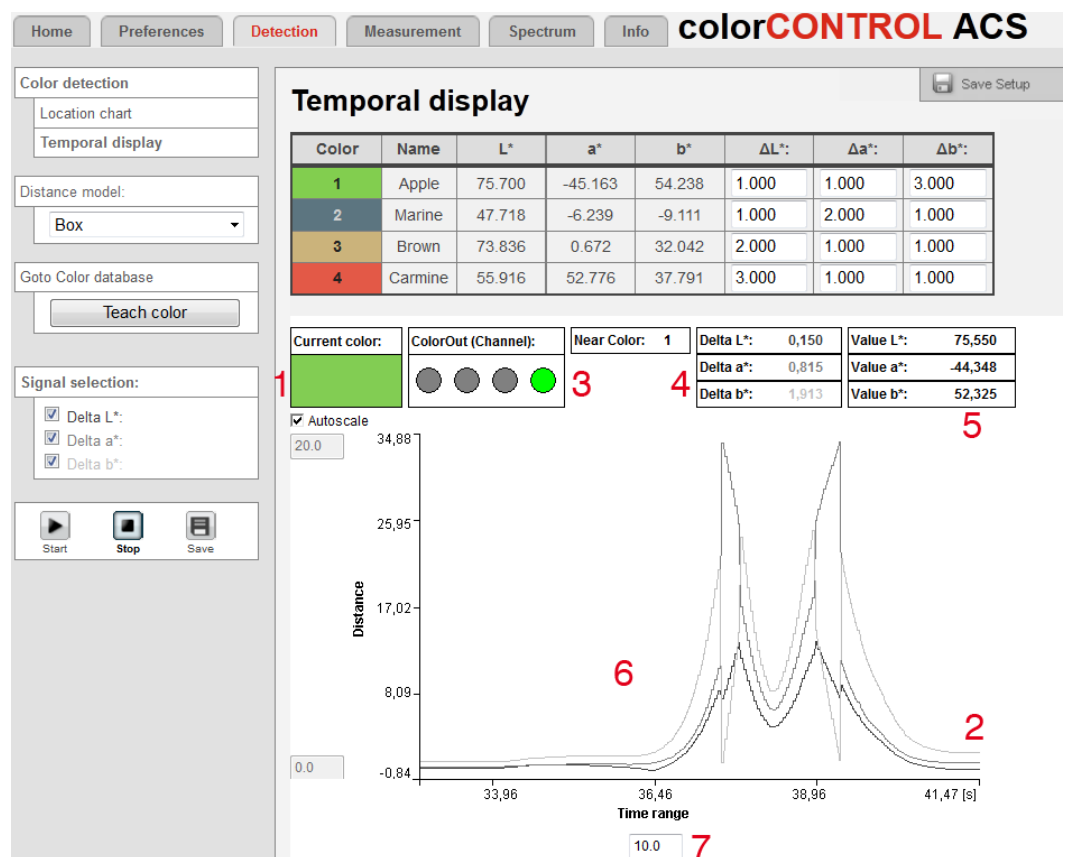 Home Preferences Detection Measurement Spectrum Info colorCONTROL ACS
Color detection
Location chart
Temporal display
Distance model:
Box
Goto Color database
Teach color
Signal selection:
Delta L*:
Delta a*:
Delta b*:
Start Stop Save
Save Setup
Temporal display
Color Name L* a* b* ΔL*: Δa*: Δb*:
1 Apple 75.700 -45.163 54.238 1.000 1.000 3.000
2 Marine 47.718 -6.239 -9.111 1.000 2.000 1.000
3 Brown 73.836 0.672 32.042 2.000 1.000 1.000
4 Carmine 55.916 52.776 37.791 3.000 1.000 1.000
Current color: ColorOut (Channel): Near Color: 1 Delta L*: 0,150 Value L*: 75,550
1 3 4 Delta a*: 0,815 Value a*: -44,348
Delta b*: 1,913 Value b*: 52,325
5
Autoscale
20.0 34,88
25,95
Distance
17,02
6
8,09
2
0.0 -0.84
33,96 36,46 38,96 41,47 [s]
Time range
10.0 7